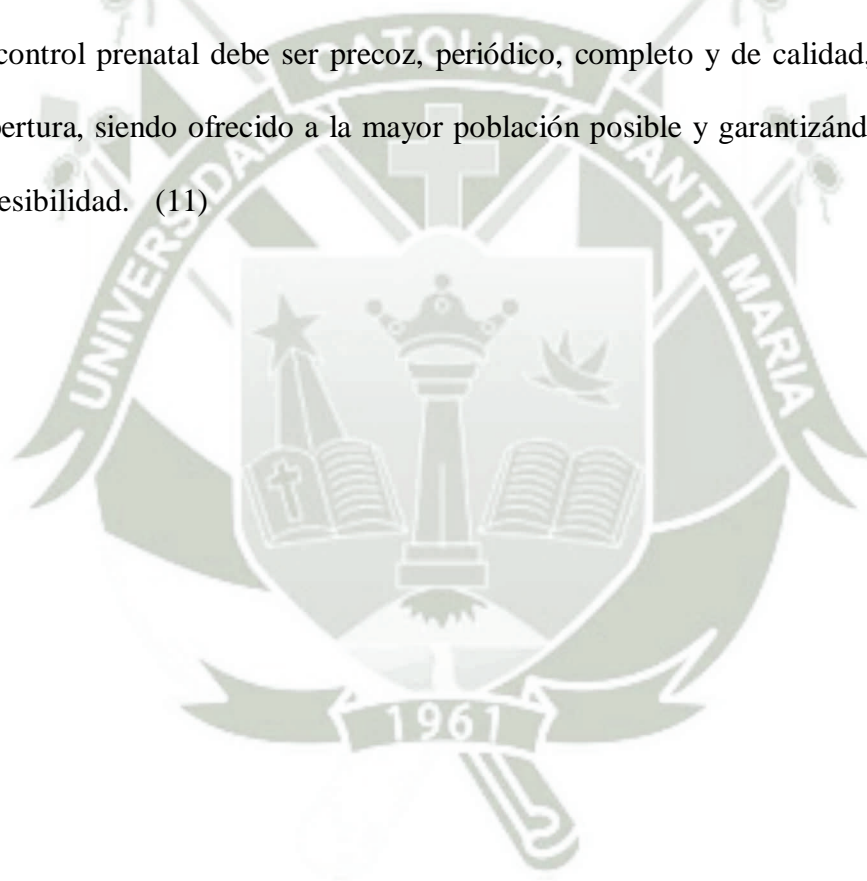 control prenatal debe ser precoz, periódico, completo y de calidad,
pertura, siendo ofrecido a la mayor población posible y garantizánd
esibilidad. (11)
UNIVERSIDAD CATOLICA SANTA MARIA
1961